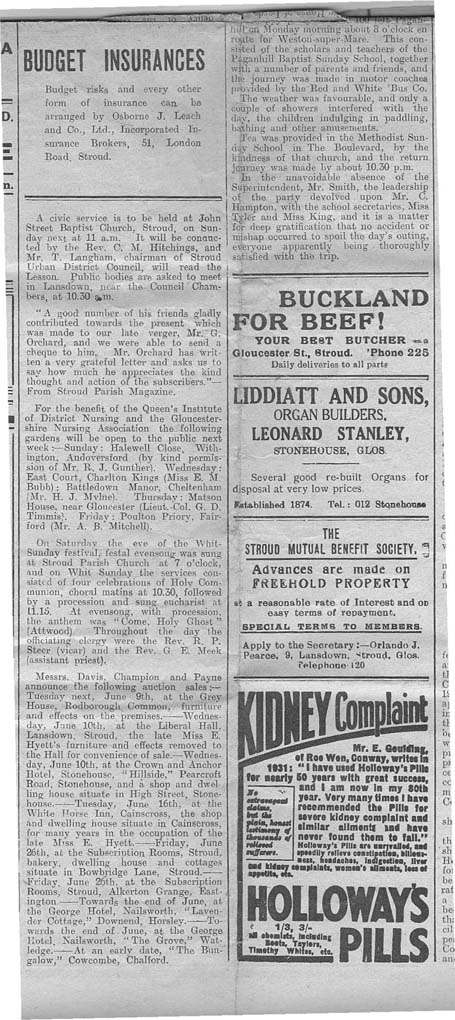 BUDGET INSURANCES
Budget risks and every other
form of insurance can be
arranged by Osborne J. Leach
and Co., Ltd., Incorporated In-
surance Brokers, 51, London
Road, Stroud.
A civic service is to be held at John
Street Baptist Church, Stroud, on Sun-
day next at 11 a.m. It will be conduc-
ted by the Rev. C. M. Hitchings, and
Mr. T. Langham, chairman of Stroud
Urban District Council, will read the
Lesson. Public bodies are asked to meet
in Lansdown, near the Council Cham-
bers, at 10.30 a.m.
"A good number of his friends gladly
contributed towards the present which
was made to our late verger, Mr. G.
Orchard, and we were able to send a
cheque to him. Mr. Orchard has writ-
ten a very grateful letter and asks us to
say how much he appreciates the kind
thought and action of the subscribers."—
From Stroud Parish Magazine.
For the benefit of the Queen's Institute
of District Nursing and the Gloucester-
shire Nursing Association the following
gardens will be open to the public next
week:—Sunday: Halewell Close, With-
ington, Andoversford (by kind permis-
sion of Mr. R. J. Gunther). Wednesday:
East Court, Charlton Kings (Miss E. M.
Bubb); Battledown Manor, Cheltenham
(Mr. H. J. Mylne). Thursday: Matson
House, near Gloucester (Lieut.-Col. G. D.
Timmis). Friday: Poulton Priory, Fair-
ford (Mr. A. B. Mitchell).
On Saturday the eve of the Whit-
Sunday festival, festal evensong was sung
at Stroud Parish Church at 7 o'clock,
and on Whit Sunday the services con-
sisted of four celebrations of Holy Com-
munion, choral matins at 10.30, followed
by a procession and sung eucharist at
11.15. At evensong, with procession,
the anthem was "Come, Holy Ghost"
(Attwood). Throughout the day the
officiating clergy were the Rev. R. P.
Steer (vicar) and the Rev. G. E. Meek
(assistant priest).
Messrs. Davis, Champion and Payne
announce the following auction sales:—
Tuesday next, June 9th, at the Grey
House, Rodborough Common, furniture
and effects on the premises.—Wednes-
day, June 10th, at the Liberal Hall,
Lansdown, Stroud, the late Miss E.
Hyett's furniture and effects removed to
the Hall for convenience of sale.—Wednes-
day, June 10th, at the Crown and Anchor
Hotel, Stonehouse, "Hillside," Pearcroft
Road, Stonehouse, and a shop and dwel
ling house situate in High Street, Stone-
house.—Tuesday, June 16th, at the
White Horse Inn, Cainscross, the shop
and dwelling house situate in Cainscross,
for many years in the occupation of the
late Miss E. Hyett.—Friday, June
26th, at the Subscription Rooms, Stroud,
bakery, dwelling house and cottages
situate in Bowbridge Lane, Stroud.—
Friday, June 26th, at the Subscription
Rooms, Stroud, Alkerton Grange, East-
ington.—Towards the end of June, at
the George Hotel, Nailsworth, "Laven-
der Cottage," Downend, Horsley.—To-
wards the end of June, at the George
Hotel, Nailsworth, "The Grove," Wat-
ledge.—At an early date, "The Bun-
galow," Cowcombe, Chalford.
100 left Pagan-
hill on Monday morning about 8 o'clock en
route for Weston-super-Mare. This con-
sisted of the scholars and teachers of the
Paganhill Baptist Sunday School, together
with a number of parents and friends, and
the journey was made in motor coaches
provided by the Red and White 'Bus Co.
The weather was favourable, and only a
couple of showers interfered with the
day, the children indulging in paddling,
bathing and other amusements.
Tea was provided in the Methodist Sun-
day School in The Boulevard, by the
kindness of that church, and the return
journey was made by about 10.30 p.m.
In the unavoidable absence of the
Superintendent, Mr. Smith, the leadership
of the party devolved upon Mr. C.
Hampton, with the school secretaries, Miss
Tyler and Miss King, and it is a matter
for deep gratification that no accident or
mishap occurred to spoil the day's outing,
everyone apparently being thoroughly
satisfied with the trip.
BUCKLAND
FOR BEEF!
YOUR BEST BUTCHER
Gloucester St., Stroud. 'Phone 225
Daily deliveries to all parts
LIDDIATT AND SONS,
ORGAN BUILDERS,
LEONARD STANLEY,
STONEHOUSE, GLOS
Several good re-built Organs for
disposal at very low prices.
Established 1874. Tel.: 012 Stonehouse
THE
STROUD MUTUAL BENEFIT SOCIETY.
Advances are made on
FREEHOLD PROPERTY
at a reasonable rate of Interest and on
easy terms of repayment.
SPECIAL TERMS TO MEMBERS.
Apply to the Secretary:—Orlando J.
Pearce, 9, Lansdown, Stroud, Glos.
Telephone 120
KIDNEY Complaint
Mr. E. Goulding,
of Roe Wen, Conway, writes in
1931: "I have used Holloway's Pills
for nearly 50 years with great success,
and I am now in my 80th
year. Very many times I have
recommended the Pills for
severe kidney complaint and
similar ailments and have
never found them to fail."
No
extravagant
claims,
but the
plain, honest
testimony of
thousands of
relieved
sufferers.
Holloway's Pills are unrivalled, and
speedily relieve constipation, bilious-
ness, headaches, indigestion, liver
and kidney complaints, women's ailments, loss of
appetite, etc.
HOLLOWAY'S
PILLS
1/3, 3/-
all chemists, including
Boots, Taylors,
Timothy Whites, etc.